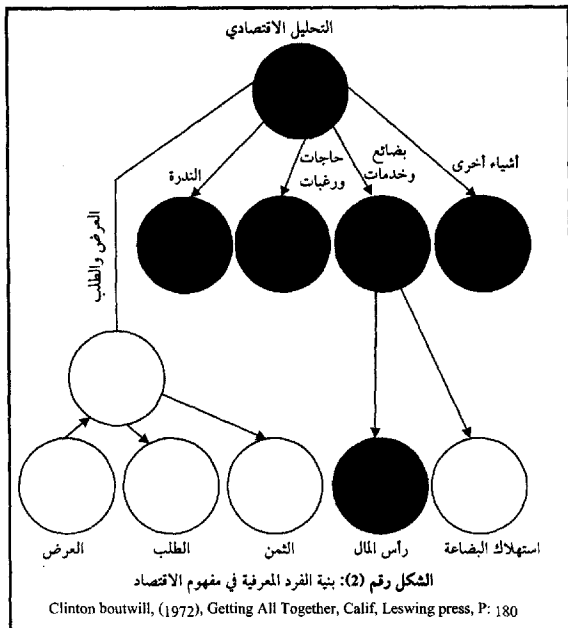 التحليل الاقتصادي
أشياء أخرى
بضائع
وخدمات
حاجات
ورغبات
الندرة
العرض والطلب
استهلاك البضاعة
رأس المال
الثمن
الطلب
العرض
الشكل رقم (2): بنية الفرد المعرفية في مفهوم الاقتصاد
Clinton boutwill, (1972), Getting All Together, Calif, Leswing press, P: 180